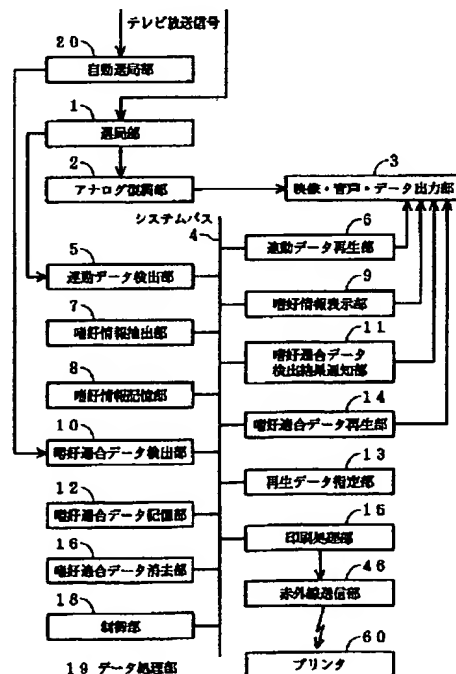 テレビ放送信号
20
自動選局部
1
選局部
2
アナログ復調部
3
映像・音声・データ出力部
システムバス
4
5
連動データ検出部
6
連動データ再生部
7
嗜好情報抽出部
9
嗜好情報表示部
8
嗜好情報記憶部
11
嗜好適合データ
検出結果通知部
10
嗜好適合データ検出部
14
嗜好適合データ再生部
12
嗜好適合データ記憶部
13
再生データ指定部
16
嗜好適合データ消去部
15
印刷処理部
18
制御部
46
赤外線送信部
19 データ処理部
60
プリンタ